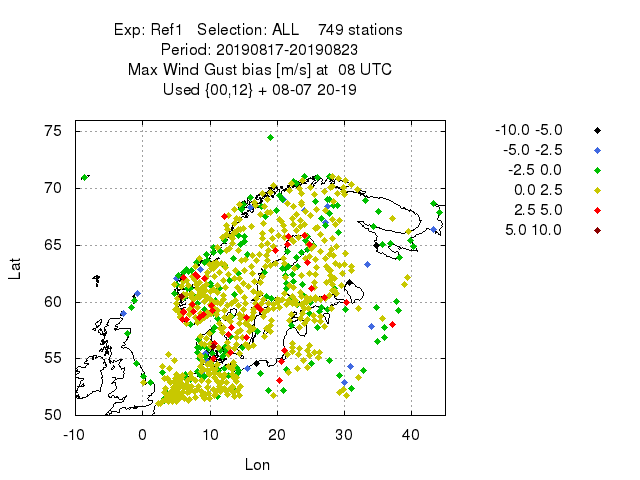 Exp: Ref1 Selection: ALL 749 stations
Period: 20190817-20190823
Max Wind Gust bias [m/s] at 08 UTC
Used {00,12} + 08-07 20-19
-10.0 -5.0
-5.0 -2.5
-2.5 0.0
0.0 2.5
2.5 5.0
5.0 10.0
75
70
65
60
55
50
Lat
-10 0 10 20 30 40
Lon